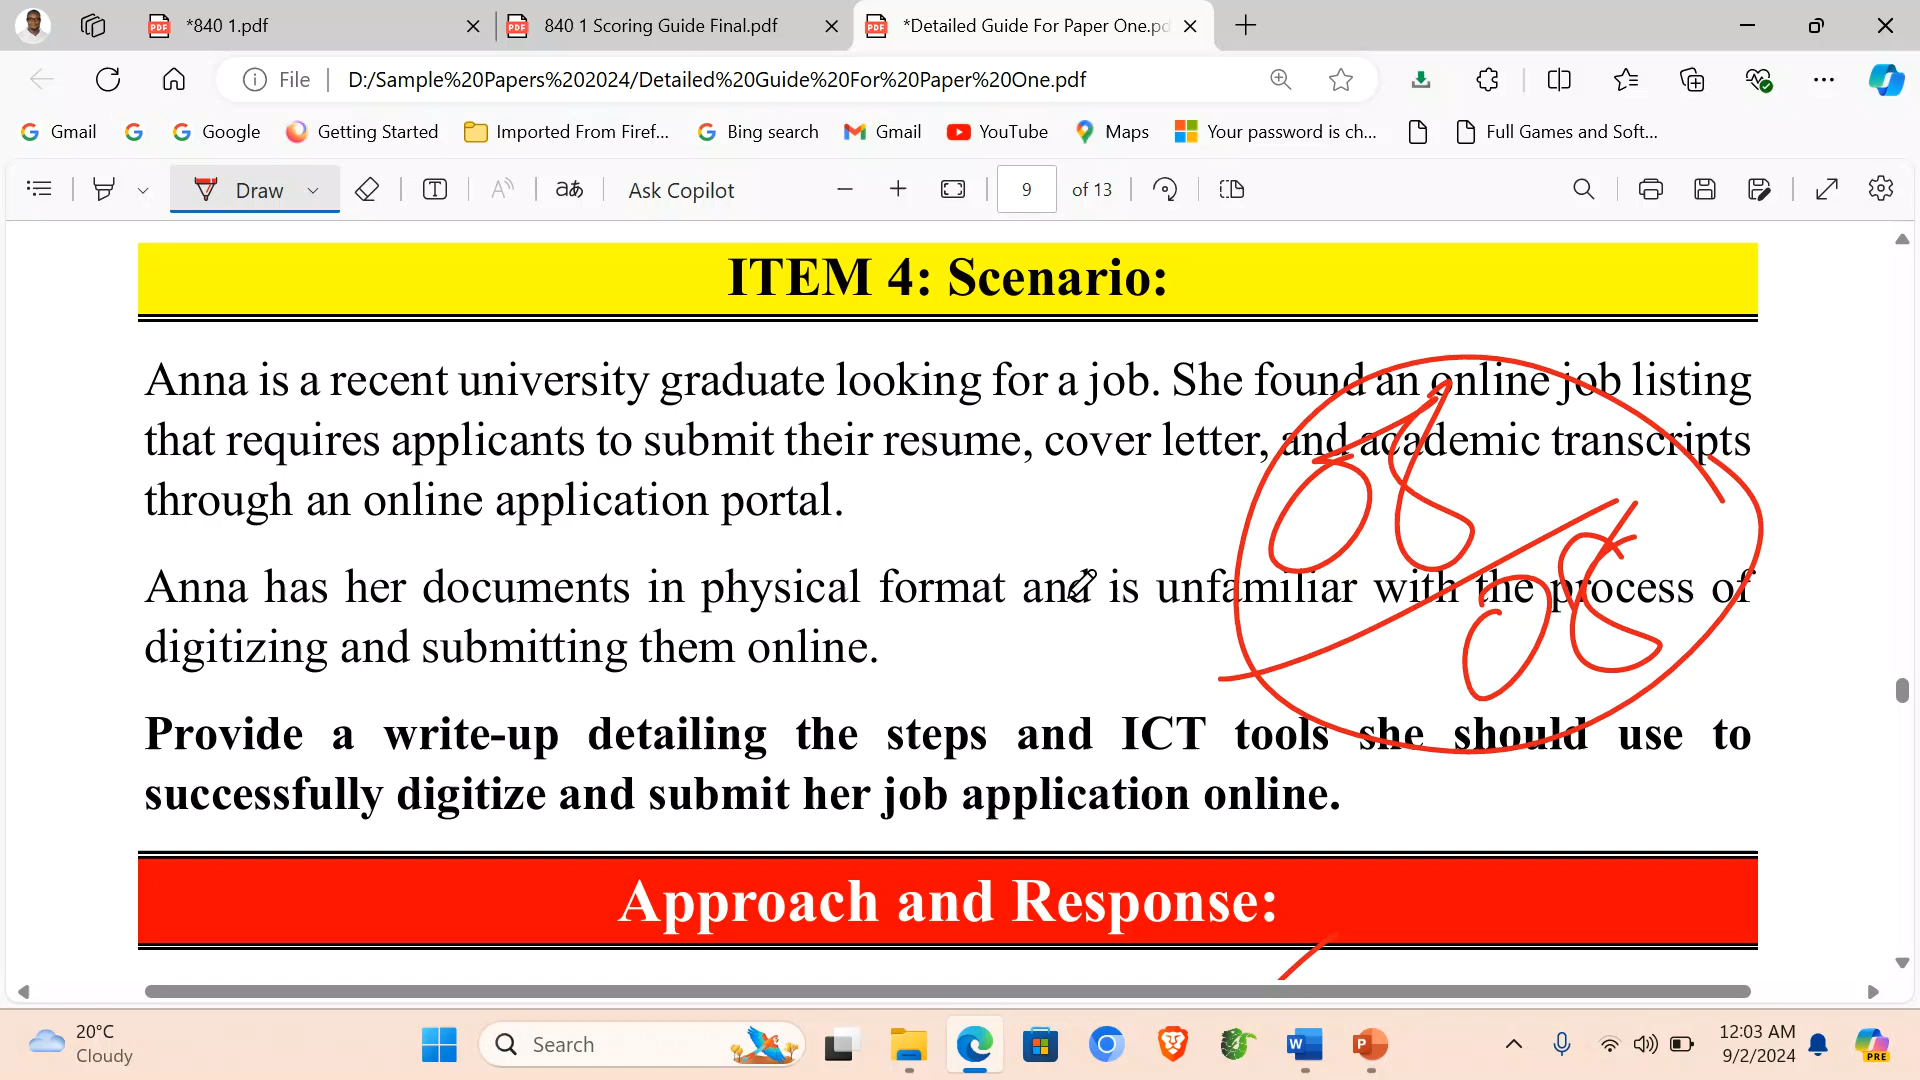 *840 1.pdf
840 1 Scoring Guide Final.pdf
*Detailed Guide For Paper One.pd
File
D:/Sample%20Papers%202024/Detailed%20Guide%20For%20Paper%20One.pdf
Gmail
Google
Getting Started
Imported From Firef...
Bing search
Gmail
YouTube
Maps
Your password is ch...
Full Games and Soft...
Draw
Ask Copilot
9
of 13
ITEM 4: Scenario:
Anna is a recent university graduate looking for a job. She found an online job listing
that requires applicants to submit their resume, cover letter, and academic transcripts
through an online application portal.
08
08
Anna has her documents in physical format and is unfamiliar with the process of
digitizing and submitting them online.
Provide a write-up detailing the steps and ICT tools she should use to
successfully digitize and submit her job application online.
Approach and Response:
20°C
Cloudy
Search
12:03 AM
9/2/2024
PRE